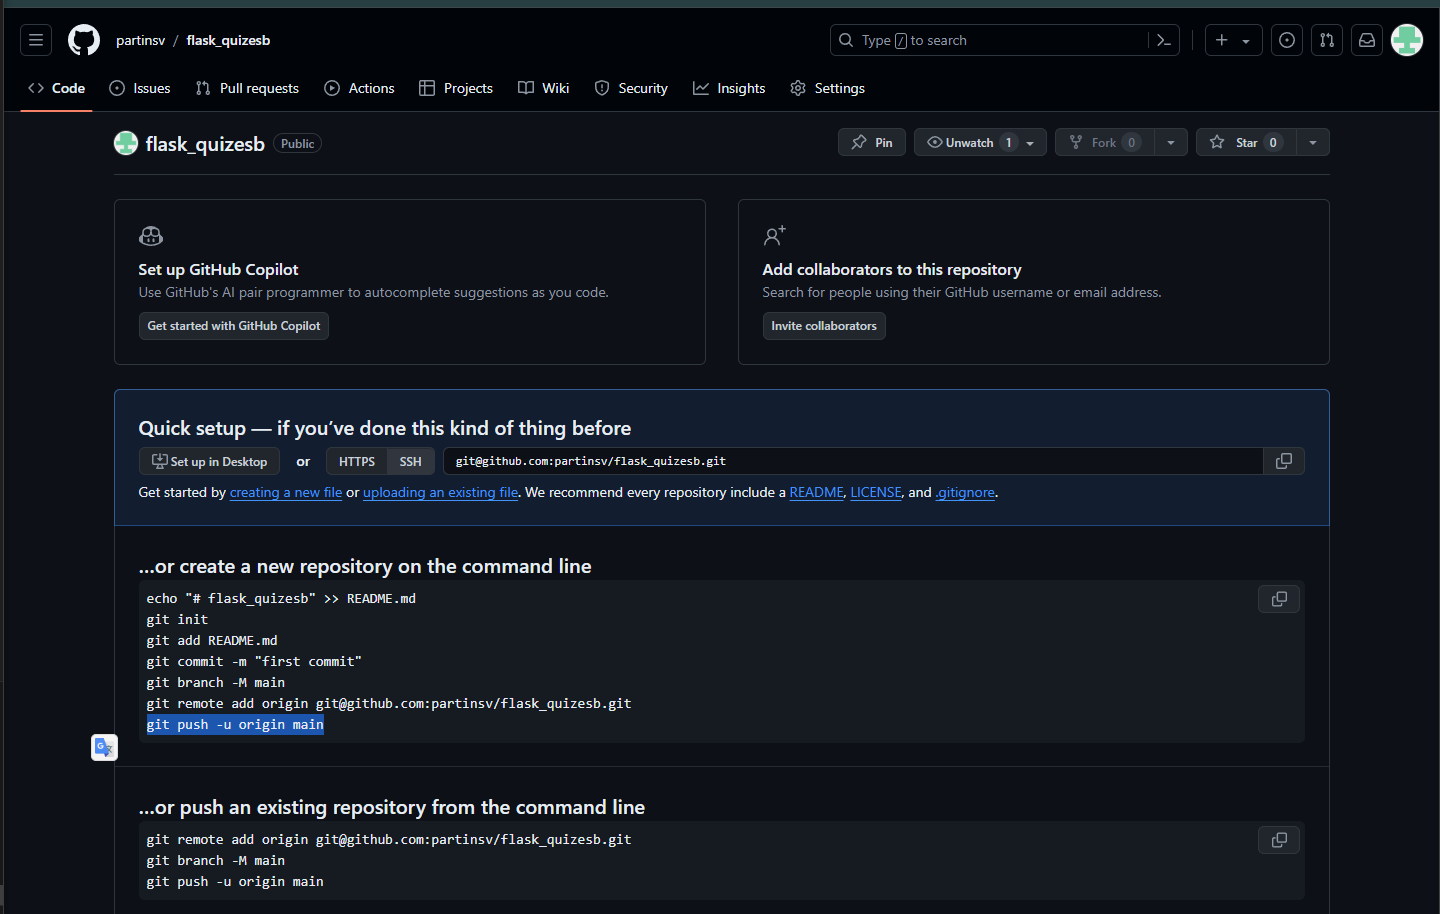 partinsv / flask_quizesb
Type / to search
Code Issues Pull requests Actions Projects Wiki Security Insights Settings
flask_quizesb Public
Pin Unwatch 1 Fork 0 Star 0
Set up GitHub Copilot
Use GitHub's AI pair programmer to autocomplete suggestions as you code.
Get started with GitHub Copilot
Add collaborators to this repository
Search for people using their GitHub username or email address.
Invite collaborators
Quick setup — if you've done this kind of thing before
Set up in Desktop or HTTPS SSH git@github.com:partinsv/flask_quizesb.git
Get started by creating a new file or uploading an existing file. We recommend every repository include a README, LICENSE, and .gitignore.
...or create a new repository on the command line
echo "# flask_quizesb" >> README.md
git init
git add README.md
git commit -m "first commit"
git branch -M main
git remote add origin git@github.com:partinsv/flask_quizesb.git
git push -u origin main
...or push an existing repository from the command line
git remote add origin git@github.com:partinsv/flask_quizesb.git
git branch -M main
git push -u origin main